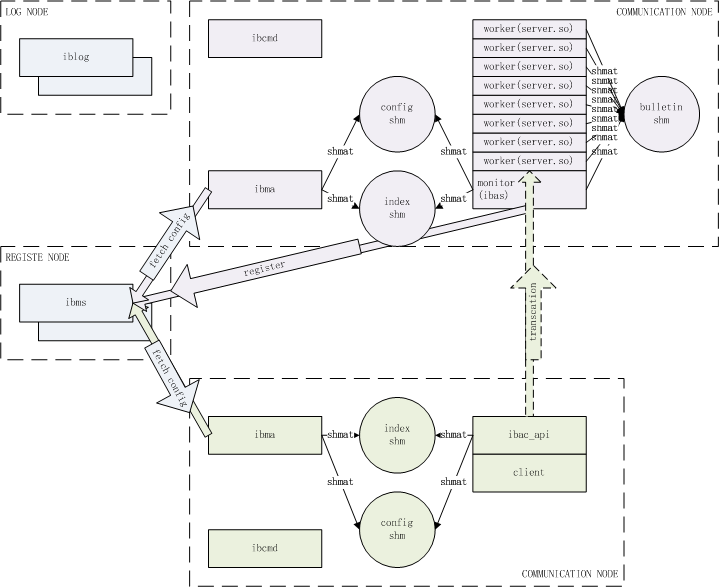 LOG NODE
iblog
COMMUNICATION NODE
ibcmd
worker(server.so)
worker(server.so)
worker(server.so)
worker(server.so)
worker(server.so)
worker(server.so)
worker(server.so)
worker(server.so)
monitor
(ibas)
shmat
shmat
shmat
shmat
shmat
shmat
shmat
shmat
shmat
bulletin
shm
config
shm
shmat
shmat
ibma
shmat
shmat
index
shm
fetch config
register
REGISTE NODE
ibms
fetch config
transcation
ibma
shmat
index
shm
shmat
ibac_api
client
shmat
shmat
config
shm
ibcmd
COMMUNICATION NODE